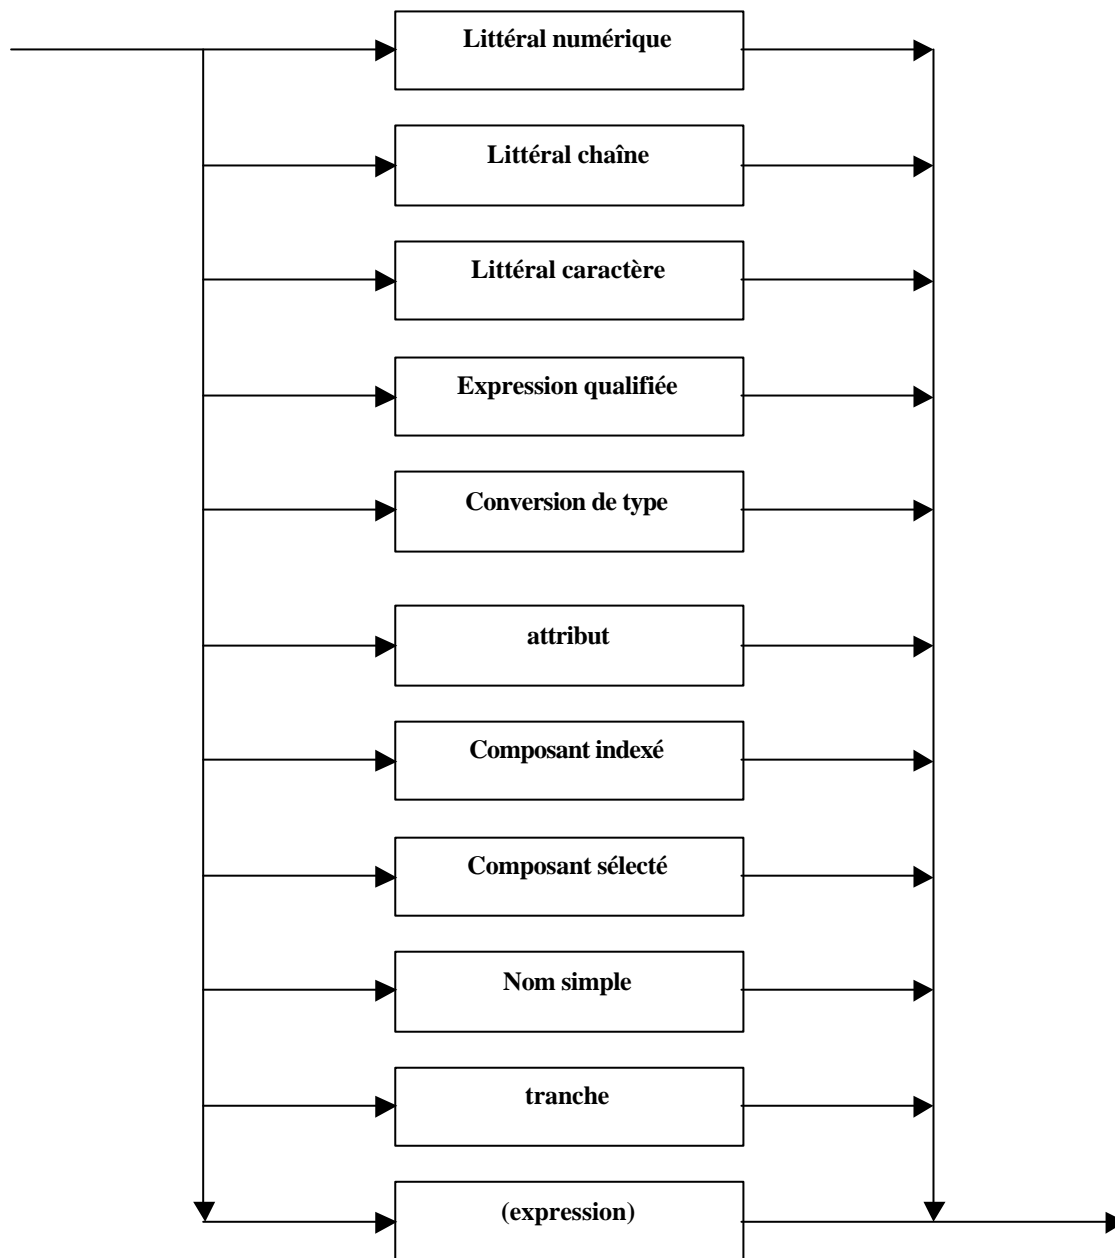 Littéral numérique
Littéral chaîne
Littéral caractère
Expression qualifiée
Conversion de type
attribut
Composant indexé
Composant sélecté
Nom simple
tranche
(expression)